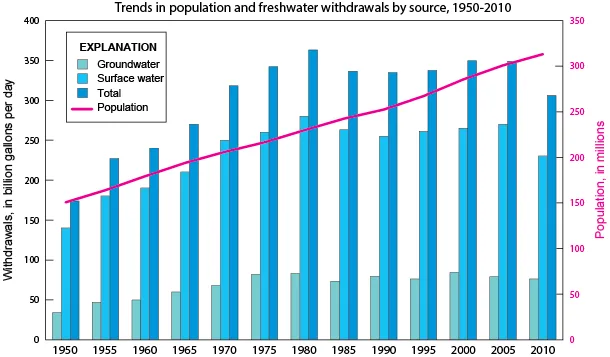 Trends in population and freshwater withdrawals by source, 1950-2010
400
350
300
250
200
150
100
50
0
Withdrawals, in billion gallons per day
EXPLANATION
Groundwater
Surface water
Total
Population
350
300
250
200
150
100
50
0
Population, in millions
1950 1955 1960 1965 1970 1975 1980 1985 1990 1995 2000 2005 2010